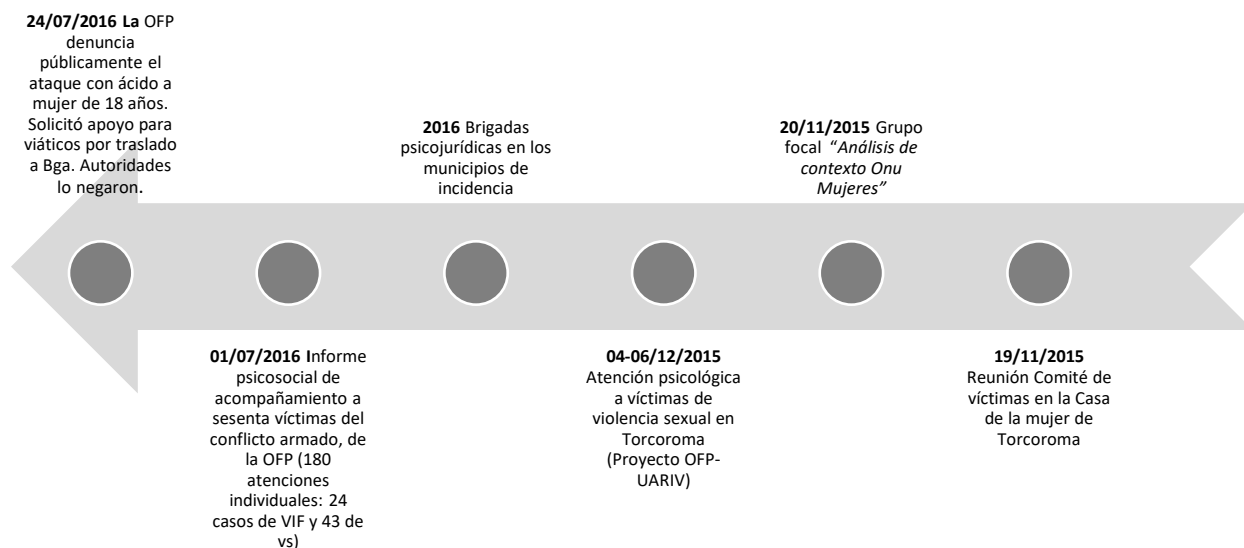 24/07/2016 La OFP
denuncia
públicamente el
ataque con ácido a
mujer de 18 años.
Solicitó apoyo para
viáticos por traslado
a Bga. Autoridades
lo negaron.
2016 Brigadas
psicojurídicas en los
municipios de
incidencia
20/11/2015 Grupo
focal “Análisis de
contexto Onu
Mujeres”
01/07/2016 Informe
psicosocial de
acompañamiento a
sesenta víctimas del
conflicto armado, de
la OFP (180
atenciones
individuales: 24
casos de VIF y 43 de
vs)
04-06/12/2015
Atención psicológica
a víctimas de
violencia sexual en
Torcoroma
(Proyecto OFP-
UARIV)
19/11/2015
Reunión Comité de
víctimas en la Casa
de la mujer de
Torcoroma